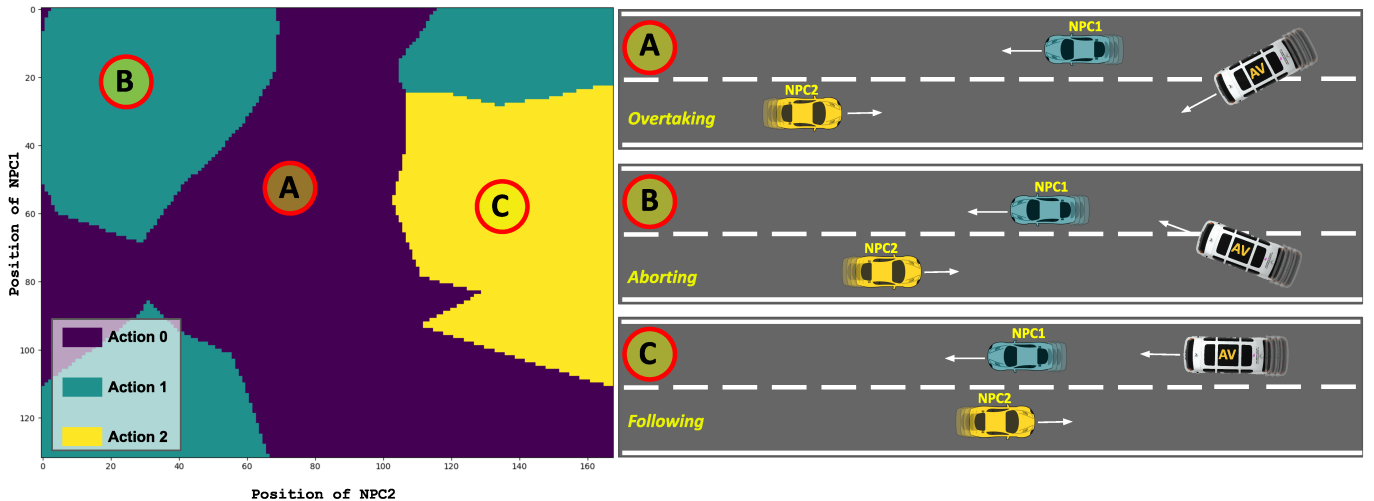 0
20
40
60
80
100
120
Position of NPC1
B
A
C
Action 0
Action 1
Action 2
0 20 40 60 80 100 120 140 160
Position of NPC2
A
NPC1
AV
NPC2
Overtaking
B
NPC1
AV
NPC2
Aborting
C
NPC1
AV
NPC2
Following